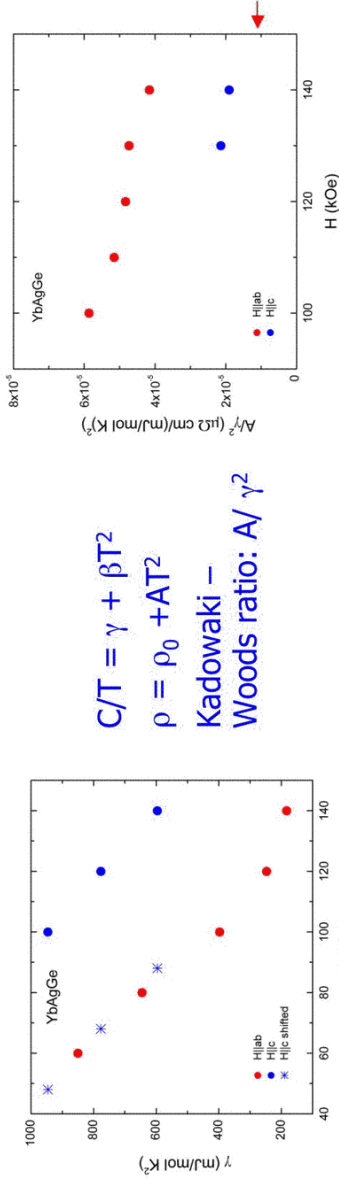 1000
800
600
400
200
γ (mJ/mol K²)
YbAgGe
H||ab
H||c
H||c shifted
40 60 80 100 120 140
C/T = γ + βT²
ρ = ρ₀ +AT²
Kadowaki –
Woods ratio: A/ γ²
8x10⁻⁵
6x10⁻⁵
4x10⁻⁵
2x10⁻⁵
0
A/γ² (μΩ cm/(mJ/mol K)²)
YbAgGe
H||ab
H||c
100 120 140
H (kOe)